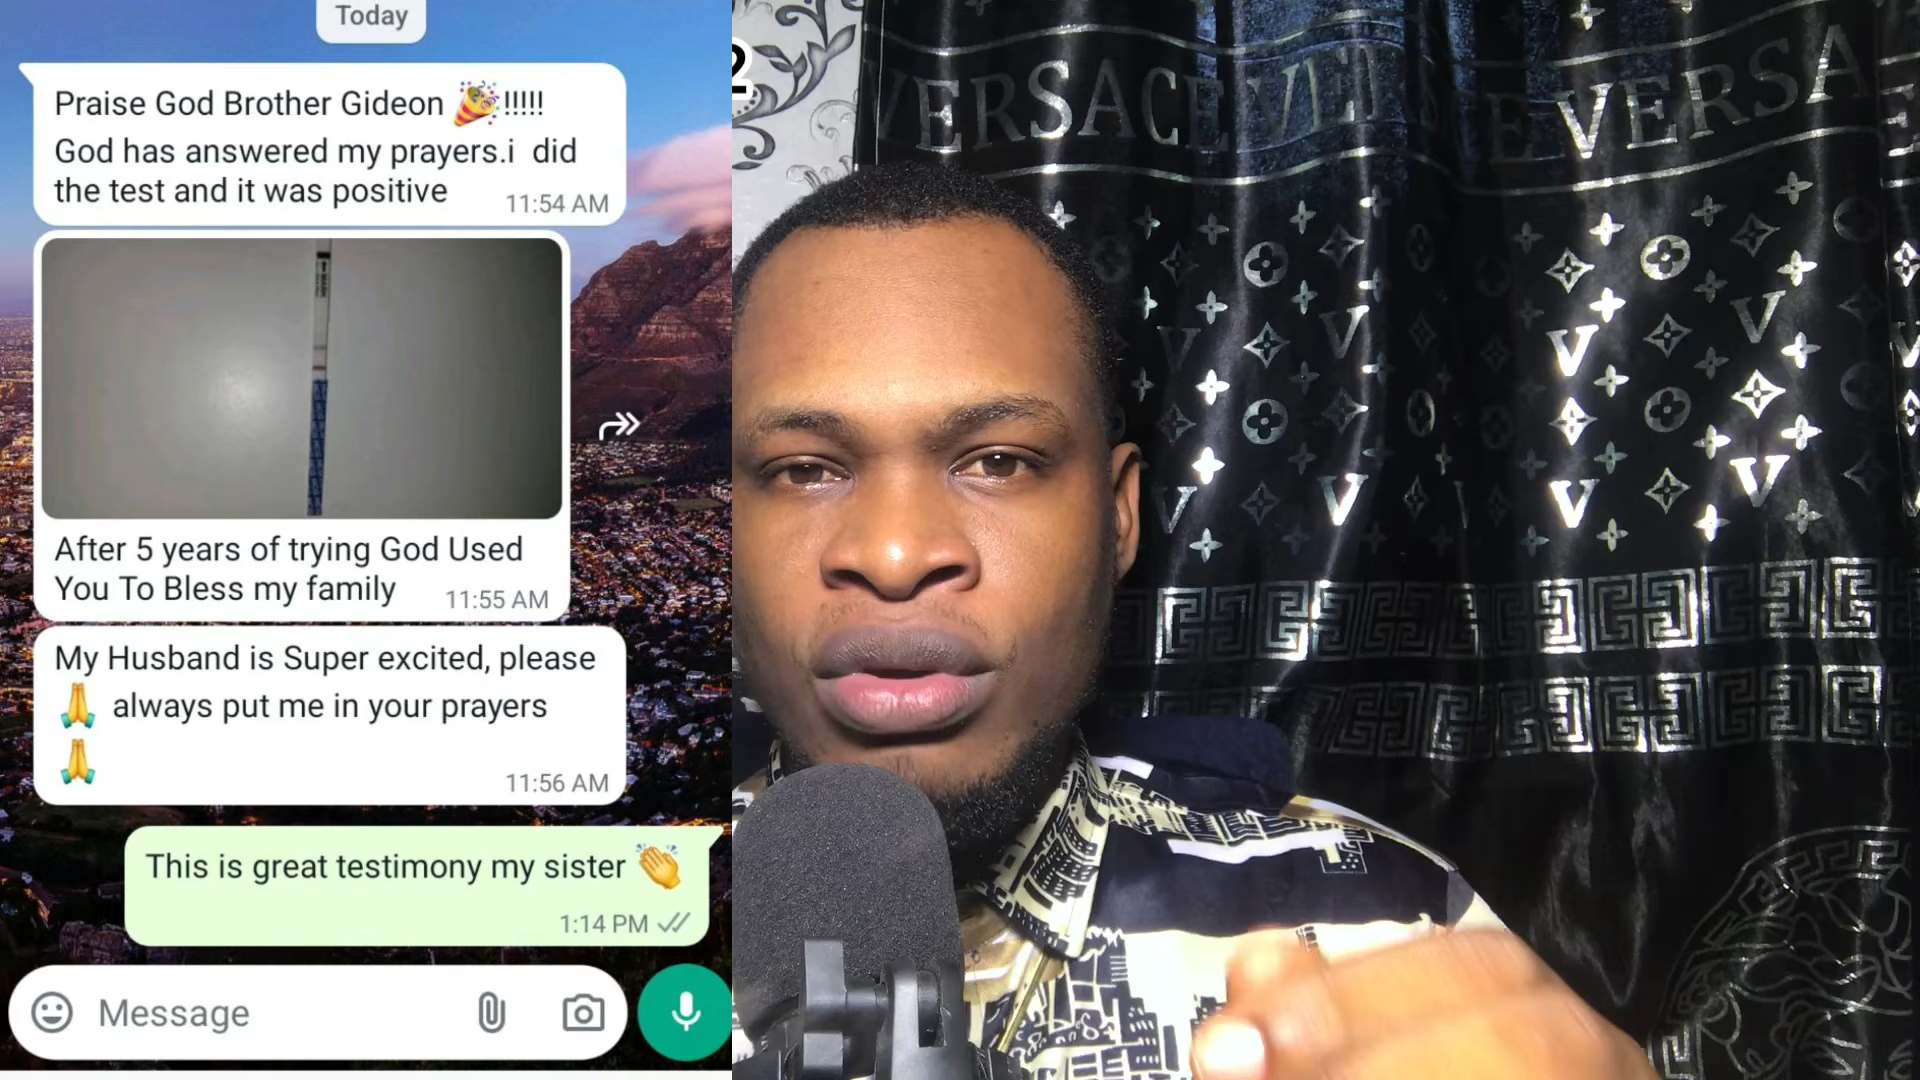 Today
Praise God Brother Gideon 🎉!!!!!
God has answered my prayers.i did
the test and it was positive
11:54 AM
After 5 years of trying God Used
You To Bless my family
11:55 AM
My Husband is Super excited, please
🙏 always put me in your prayers
🙏
11:56 AM
This is great testimony my sister 👏
1:14 PM
Message
2
VERSACE VERSACE VERSA